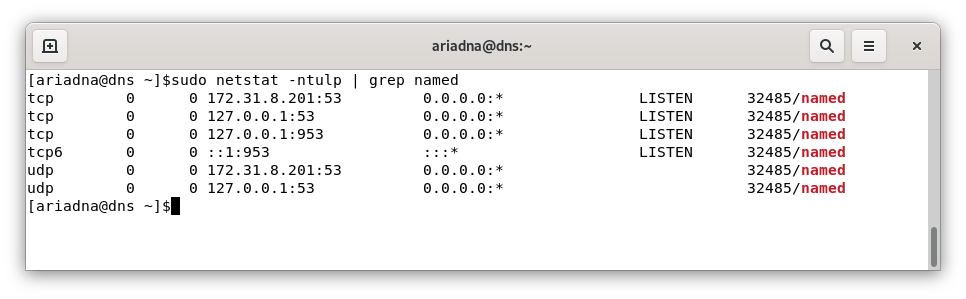 ariadna@dns:~
[ariadna@dns ~]$sudo netstat -ntulp | grep named
tcp        0      0 172.31.8.201:53         0.0.0.0:*               LISTEN      32485/named
tcp        0      0 127.0.0.1:53            0.0.0.0:*               LISTEN      32485/named
tcp        0      0 127.0.0.1:953           0.0.0.0:*               LISTEN      32485/named
tcp6       0      0 ::1:953                 :::*                    LISTEN      32485/named
udp        0      0 172.31.8.201:53         0.0.0.0:*                           32485/named
udp        0      0 127.0.0.1:53            0.0.0.0:*                           32485/named
[ariadna@dns ~]$